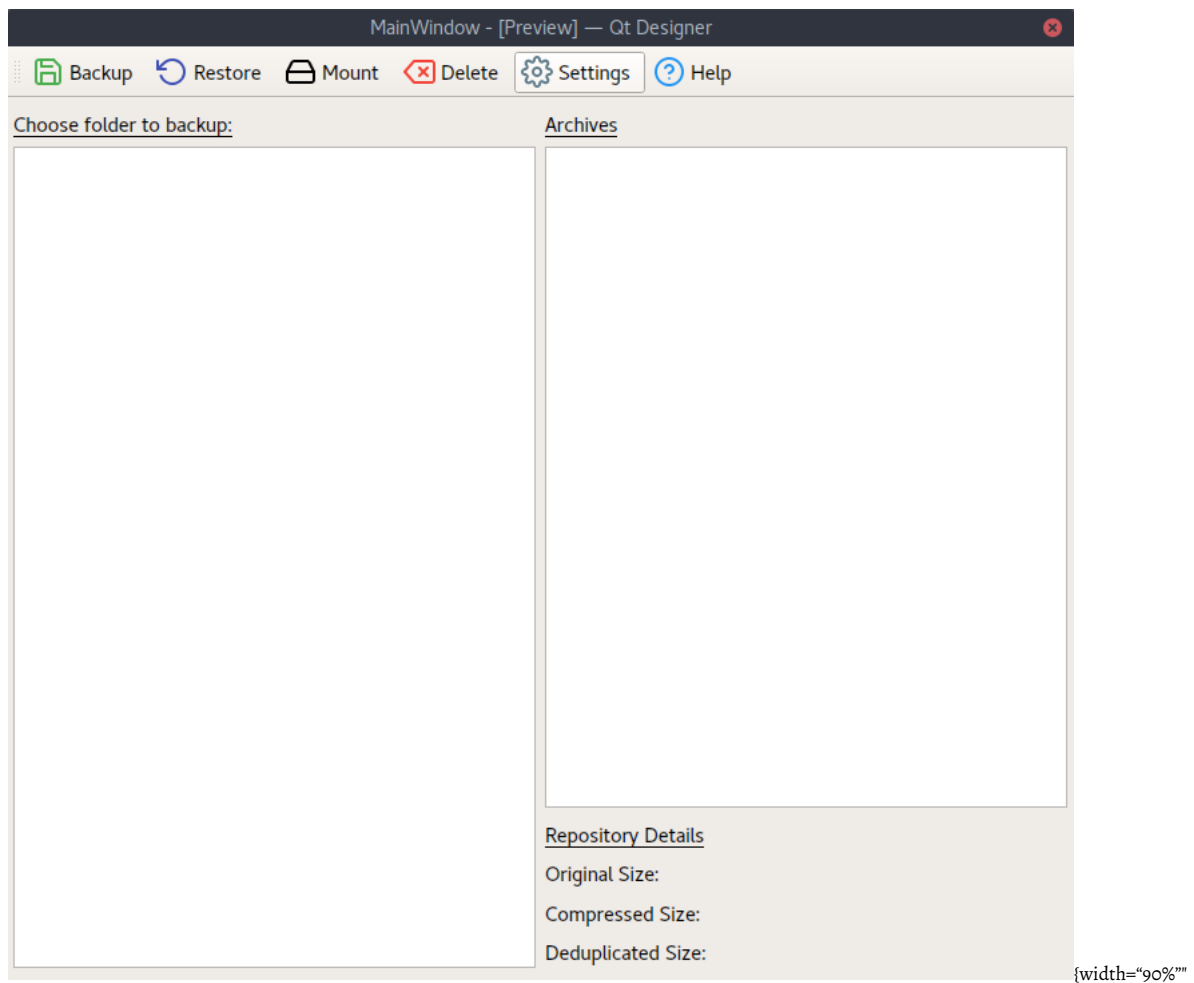 MainWindow - [Preview] — Qt Designer
Backup Restore Mount Delete Settings Help
Choose folder to backup:
Archives
Repository Details
Original Size:
Compressed Size:
Deduplicated Size:
{width=“90%”"